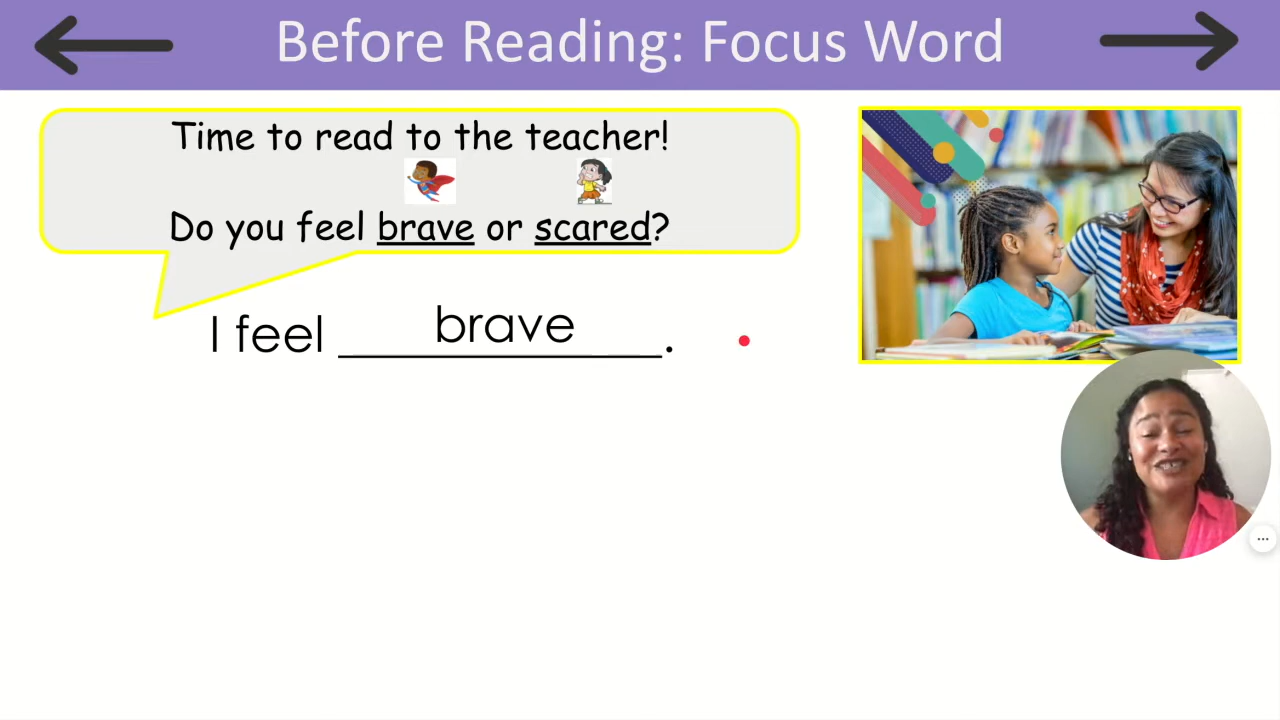 Before Reading: Focus Word
Time to read to the teacher!
Do you feel brave or scared?
I feel brave.